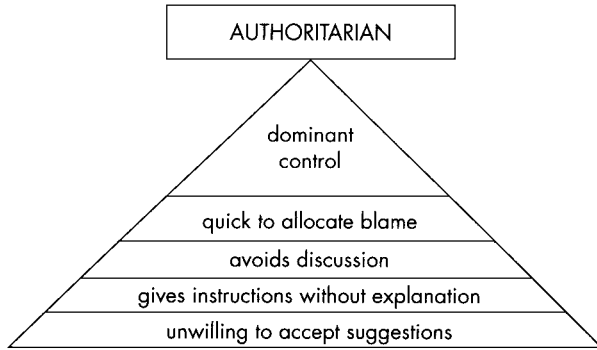 AUTHORITARIAN
dominant
control
quick to allocate blame
avoids discussion
gives instructions without explanation
unwilling to accept suggestions